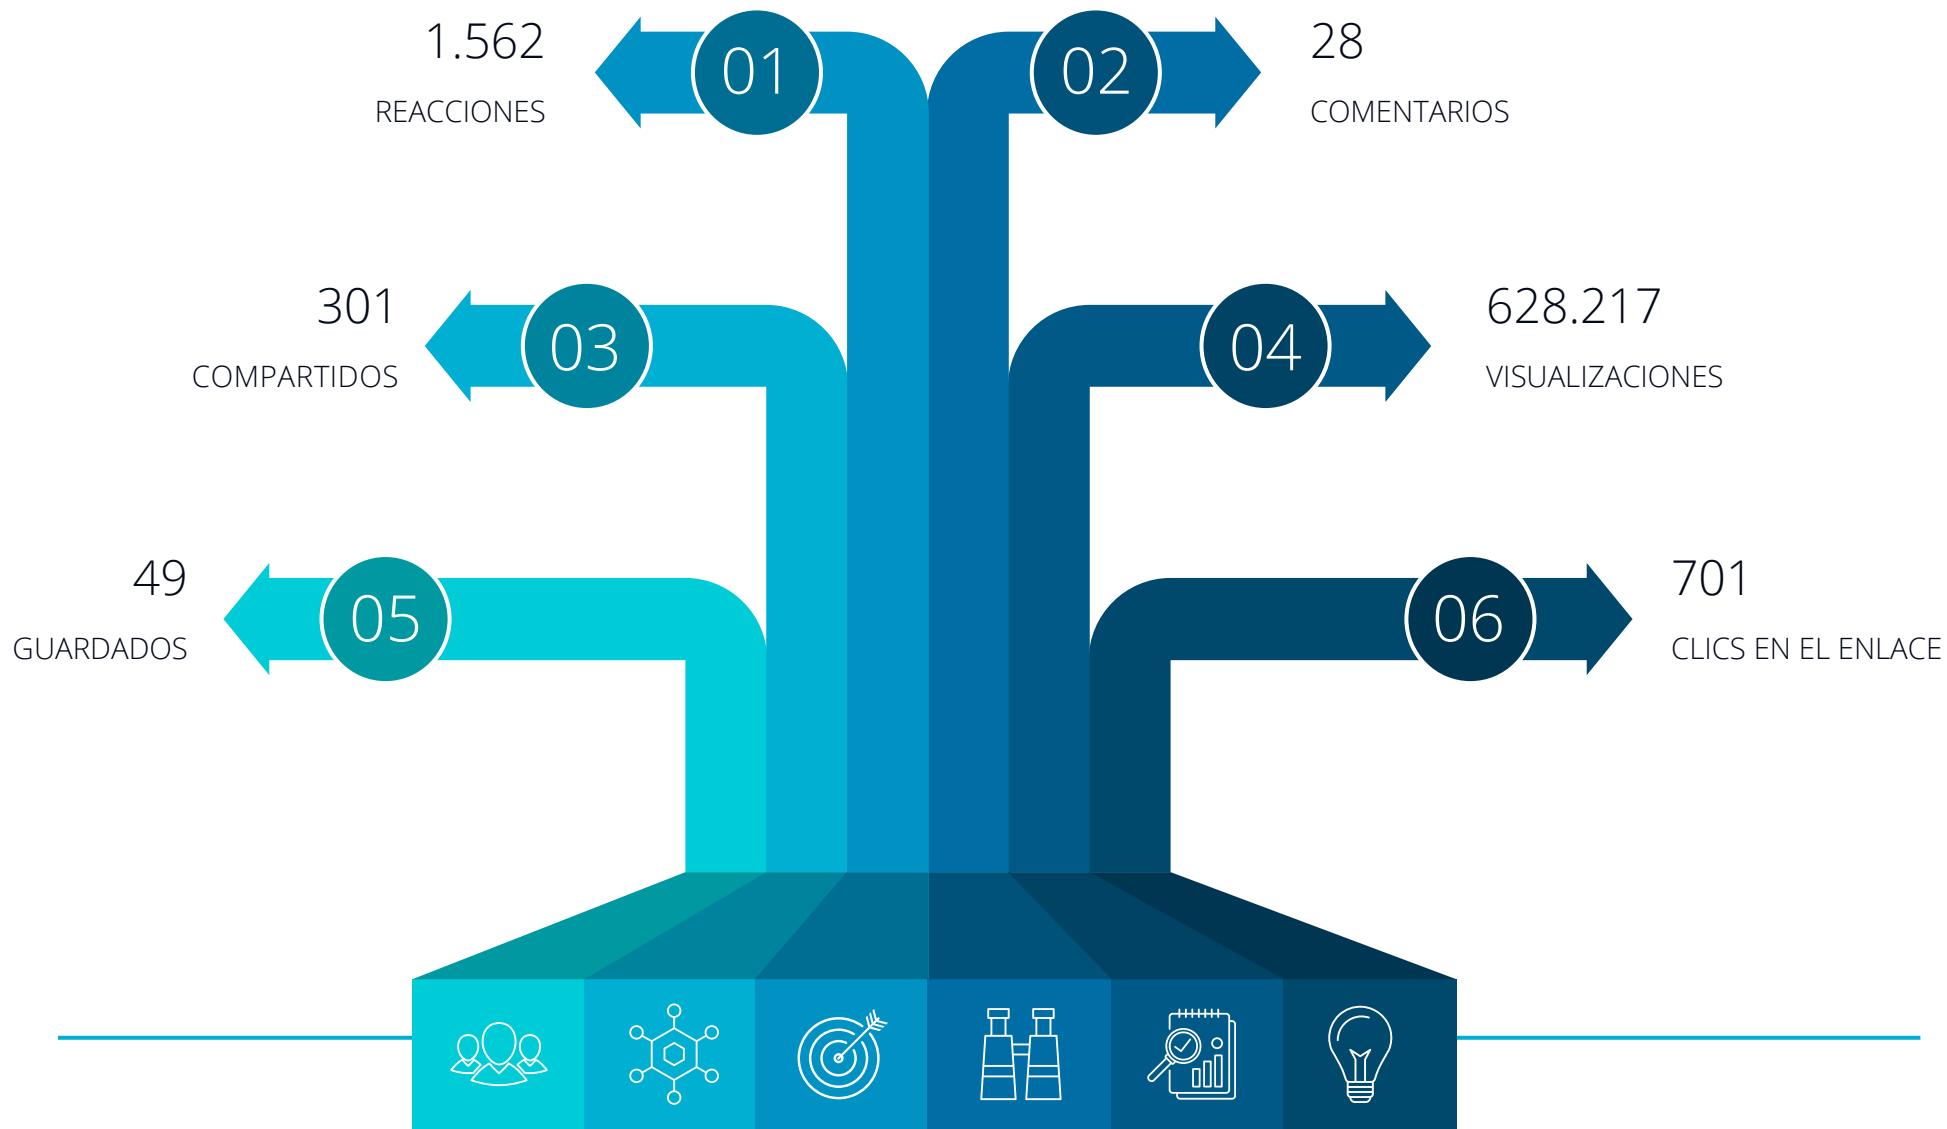 1.562
REACCIONES
01
02
28
COMENTARIOS
301
COMPARTIDOS
03
04
628.217
VISUALIZACIONES
49
GUARDADOS
05
06
701
CLICS EN EL ENLACE